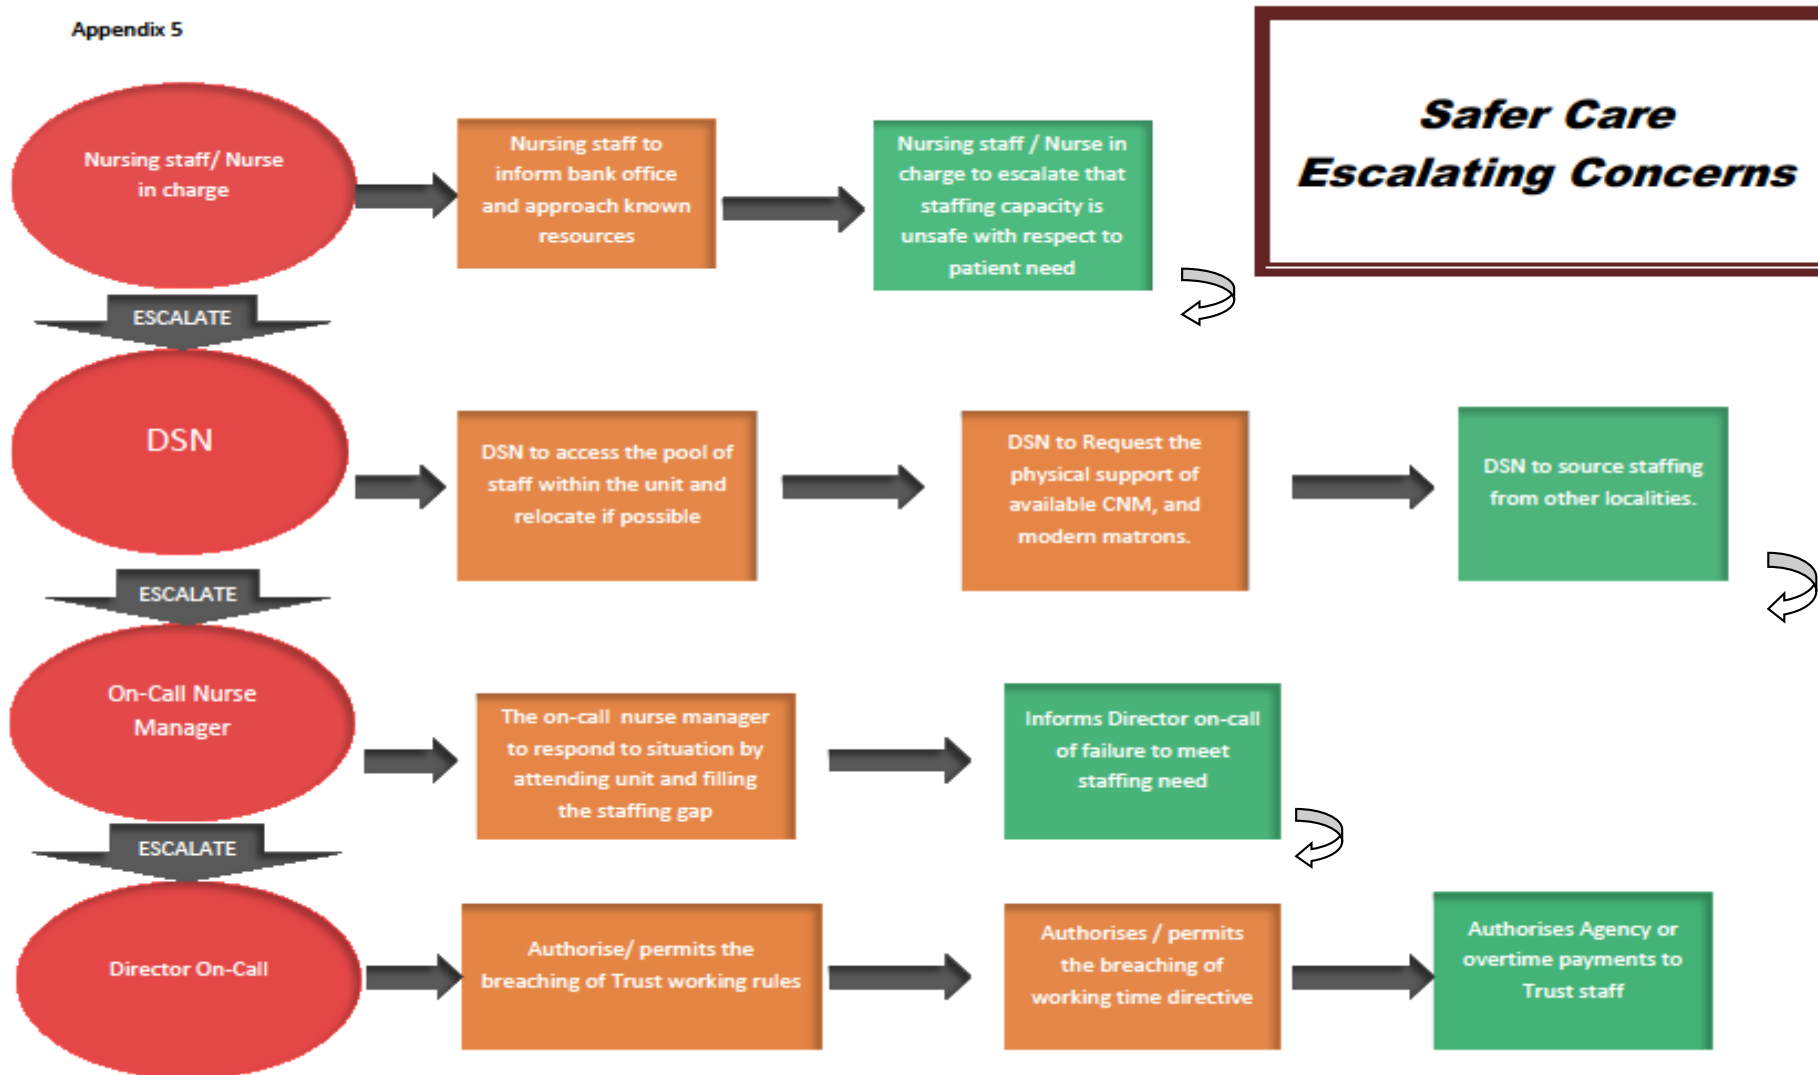 Appendix 5
Safer Care
Escalating Concerns
Nursing staff/ Nurse
in charge
Nursing staff to
inform bank office
and approach known
resources
Nursing staff / Nurse in
charge to escalate that
staffing capacity is
unsafe with respect to
patient need
ESCALATE
DSN
DSN to access the pool of
staff within the unit and
relocate if possible
DSN to Request the
physical support of
available CNM, and
modern matrons.
DSN to source staffing
from other localities.
ESCALATE
On-Call Nurse
Manager
The on-call nurse manager
to respond to situation by
attending unit and filling
the staffing gap
Informs Director on-call
of failure to meet
staffing need
ESCALATE
Director On-Call
Authorise/ permits the
breaching of Trust working rules
Authorises / permits
the breaching of
working time directive
Authorises Agency or
overtime payments to
Trust staff